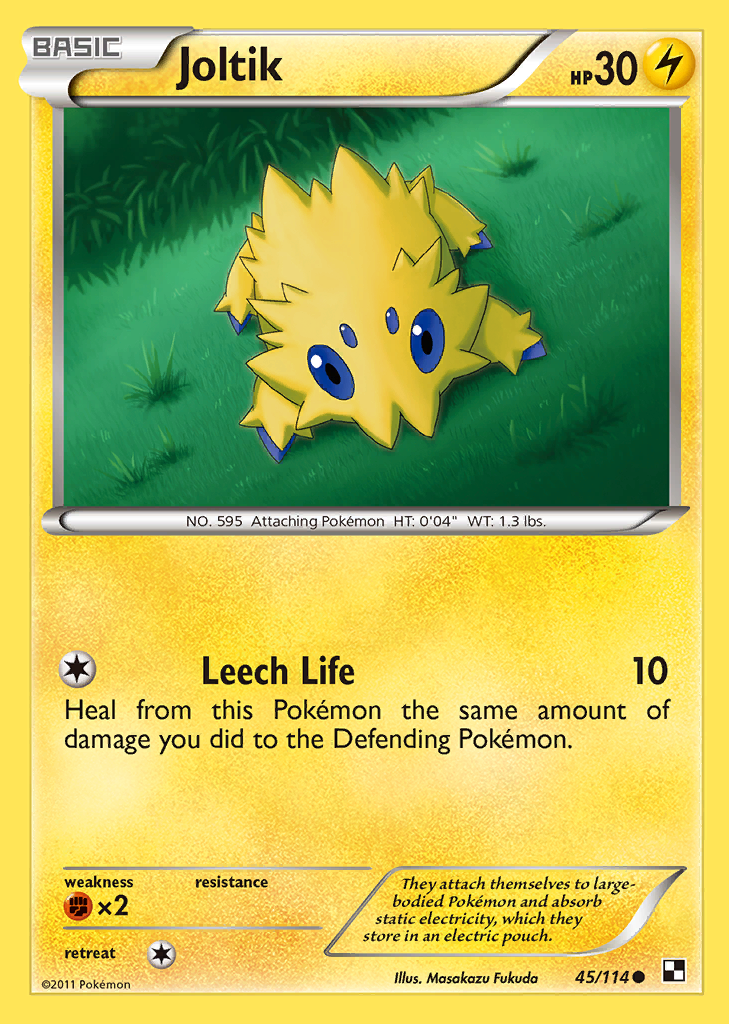 BASIC
Joltik
HP30
NO. 595 Attaching Pokémon HT: 0'04" WT: 1.3 lbs.
Leech Life 10
Heal from this Pokémon the same amount of
damage you did to the Defending Pokémon.
weakness resistance
×2
retreat
They attach themselves to large-
bodied Pokémon and absorb
static electricity, which they
store in an electric pouch.
©2011 Pokémon
Illus. Masakazu Fukuda
45/114